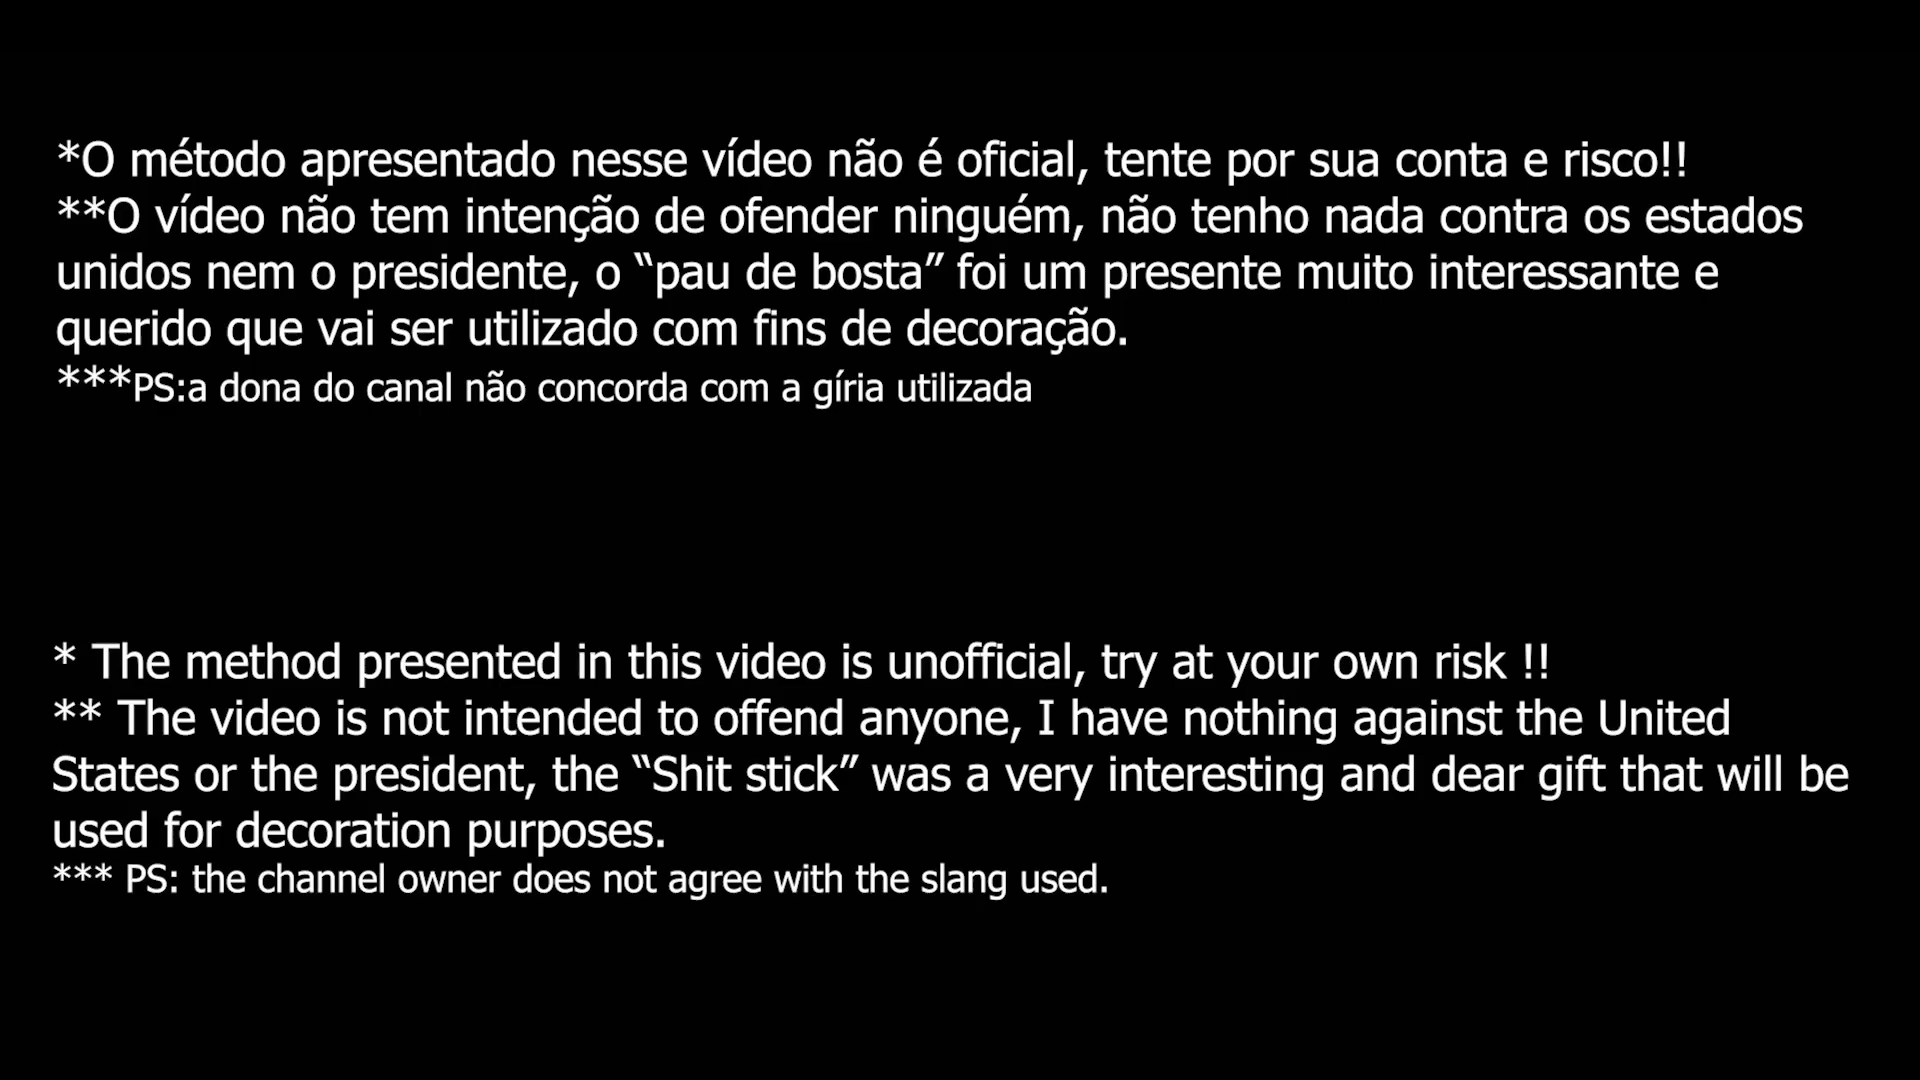 *O método apresentado nesse vídeo não é oficial, tente por sua conta e risco!!
**O vídeo não tem intenção de ofender ninguém, não tenho nada contra os estados
unidos nem o presidente, o “pau de bosta” foi um presente muito interessante e
querido que vai ser utilizado com fins de decoração.
***PS:a dona do canal não concorda com a gíria utilizada
* The method presented in this video is unofficial, try at your own risk !!
** The video is not intended to offend anyone, I have nothing against the United
States or the president, the “Shit stick” was a very interesting and dear gift that will be
used for decoration purposes.
*** PS: the channel owner does not agree with the slang used.